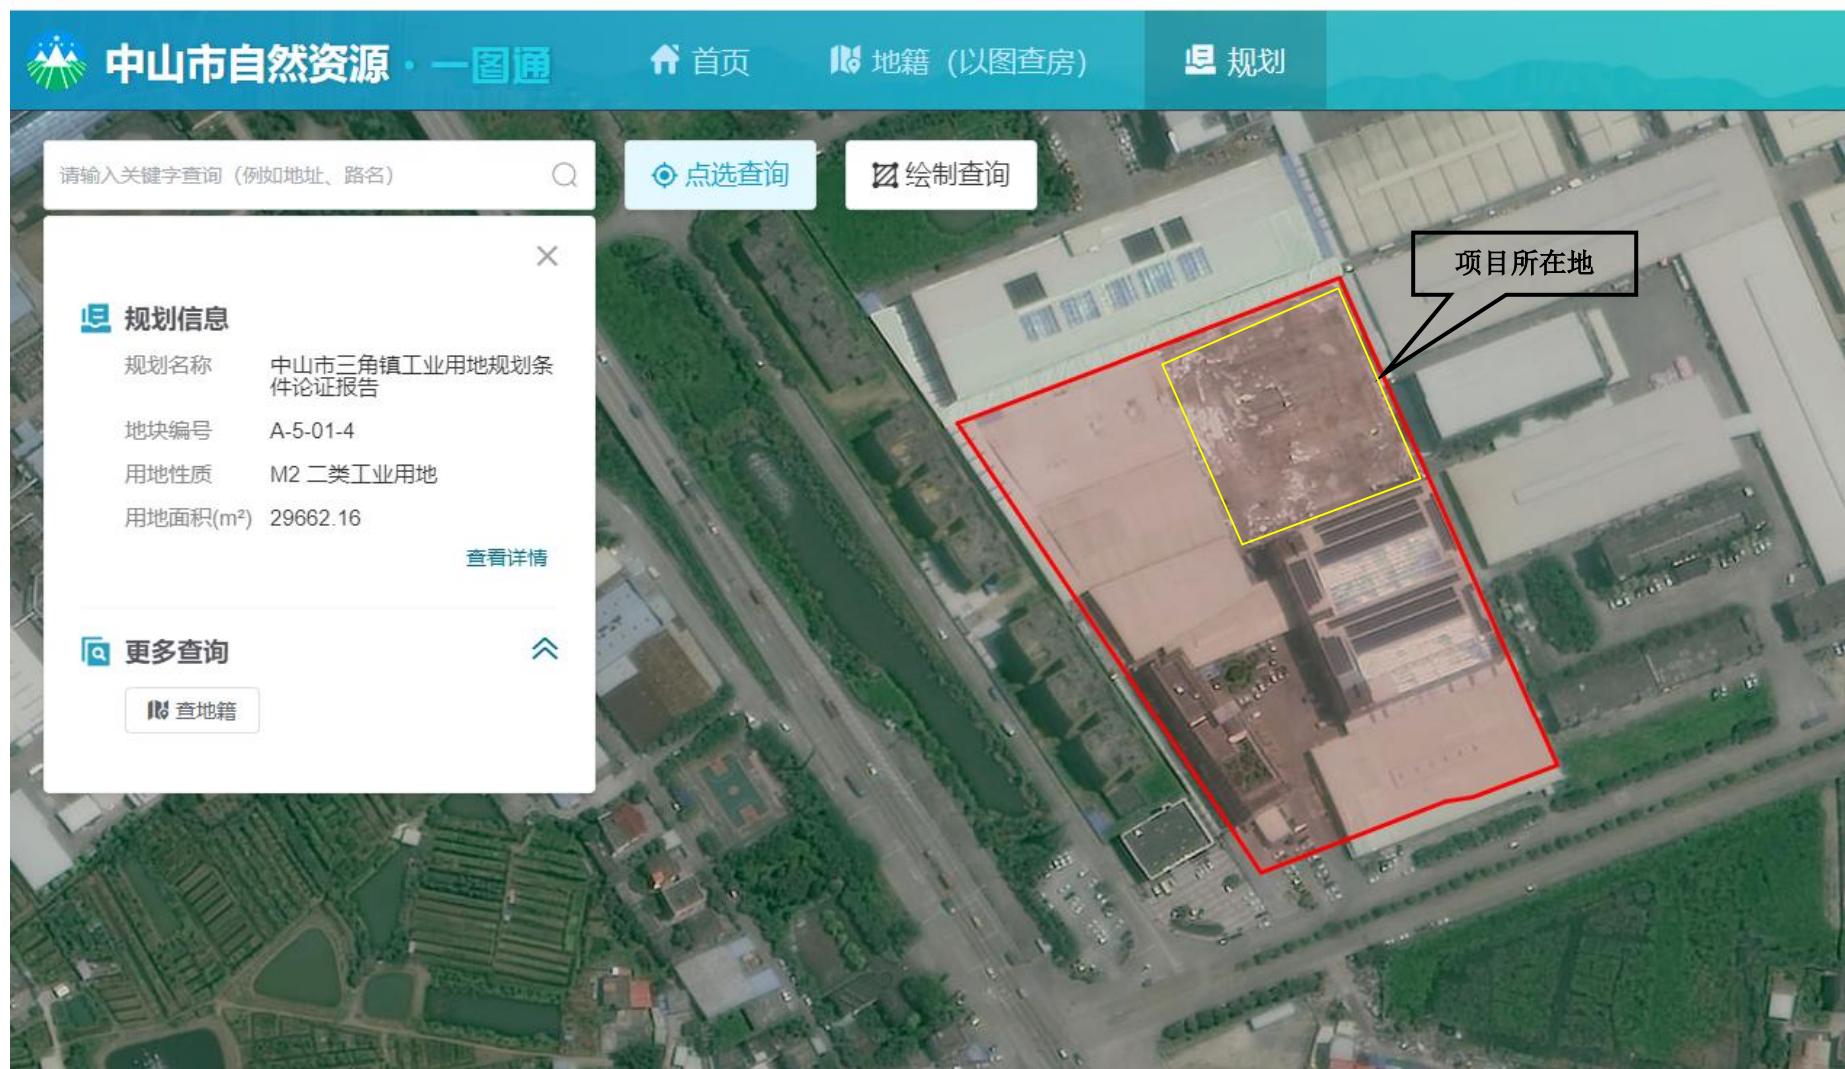 中山市自然资源·一图通
首页
地籍（以图查房）
规划
请输入关键字查询（例如地址、路名）
点选查询
绘制查询
项目所在地
规划信息
规划名称 中山市三角镇工业用地规划条
件论证报告
地块编号 A-5-01-4
用地性质 M2 二类工业用地
用地面积(m²) 29662.16
查看详情
更多查询
查地籍